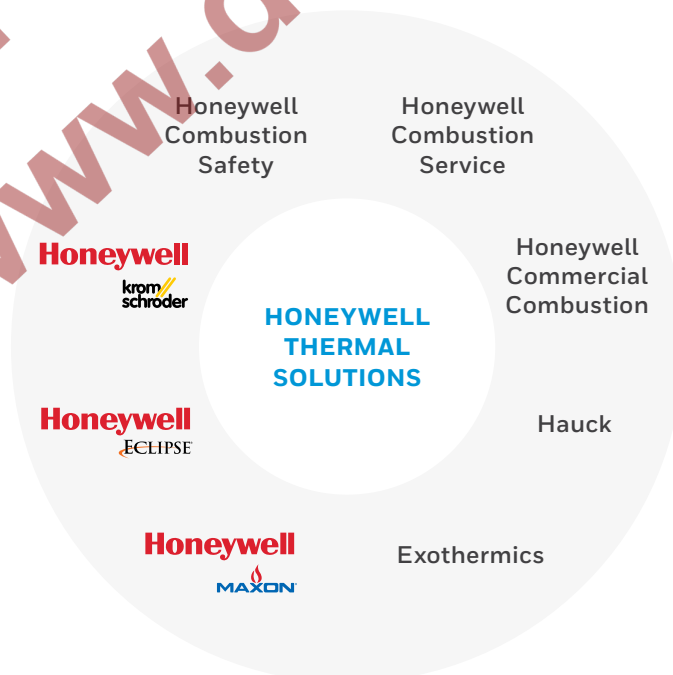 www.
Honeywell
Combustion
Safety
Honeywell
Combustion
Service
Honeywell
krom//
schroder
Honeywell
Commercial
Combustion
HONEYWELL
THERMAL
SOLUTIONS
Honeywell
ECLIPSE
Hauck
Honeywell
MAXON
Exothermics